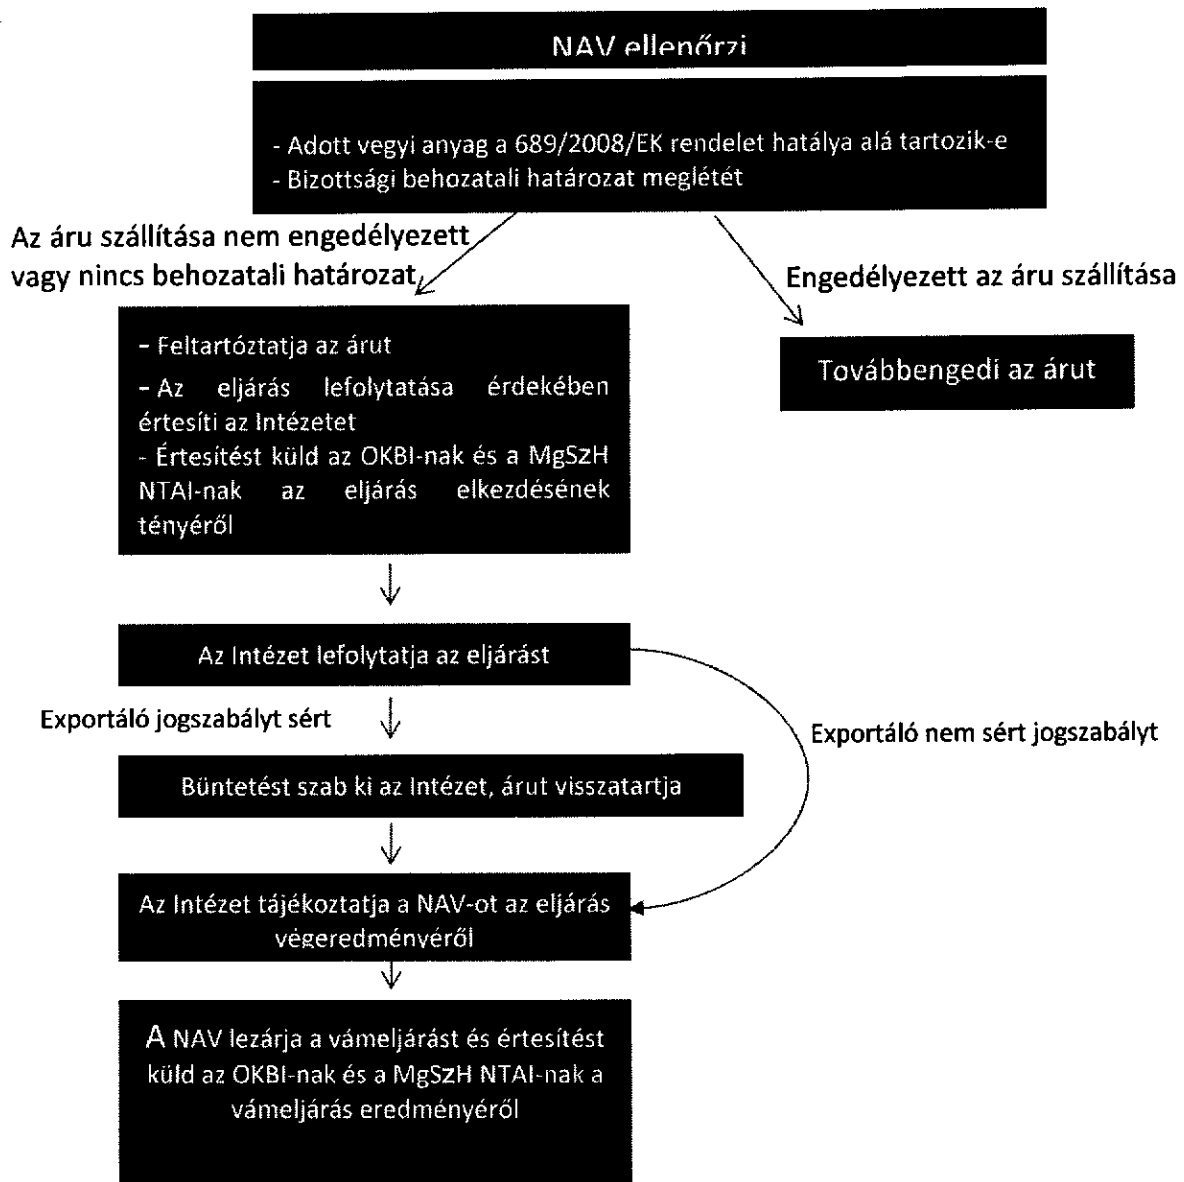 NAV ellenőrzi
- Adott vegyi anyag a 689/2008/EK rendelet hatálya alá tartozik-e
- Bizottsági behozatali határozat meglétét
Az áru szállítása nem engedélyezett
vagy nincs behozatali határozat
Engedélyezett az áru szállítása
- Feltartóztatja az árut
- Az eljárás lefolytatása érdekében
értesíti az Intézetet
- Értesítést küld az OKBI-nak és a MgSzH
NTAI-nak az eljárás elkezdésének
tényéről
Továbbengedi az árut
Az Intézet lefolytatja az eljárást
Exportáló jogszabályt sért
Exportáló nem sért jogszabályt
Büntetést szab ki az Intézet, árut visszatartja
Az Intézet tájékoztatja a NAV-ot az eljárás
végeredményéről
A NAV lezárja a vámeljárást és értesítést
küld az OKBI-nak és a MgSzH NTAI-nak a
vámeljárás eredményéről